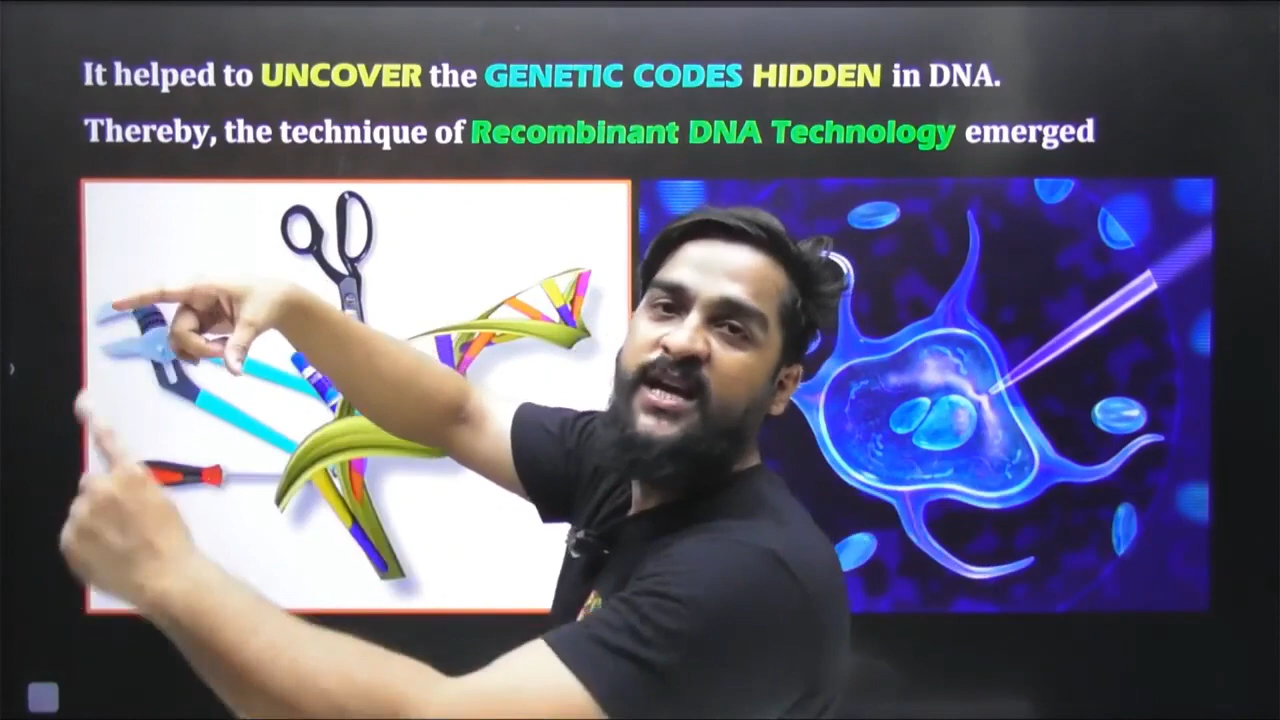 It helped to UNCOVER the GENETIC CODES HIDDEN in DNA.
Thereby, the technique of Recombinant DNA Technology emerged